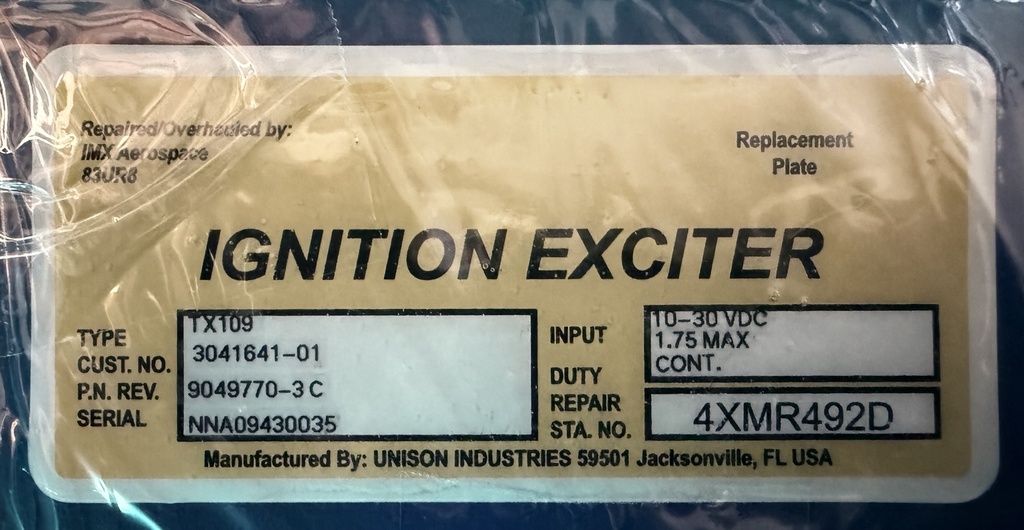 Repaired/Overhauled by:
IMX Aerospace
83UR8
Replacement
Plate
IGNITION EXCITER
TYPE TX109
CUST. NO. 3041641-01
P.N. REV. 9049770-3 C
SERIAL NNA09430035
INPUT 10-30 VDC
1.75 MAX
DUTY CONT.
REPAIR
STA. NO. 4XMR492D
Manufactured By: UNISON INDUSTRIES 59501 Jacksonville, FL USA